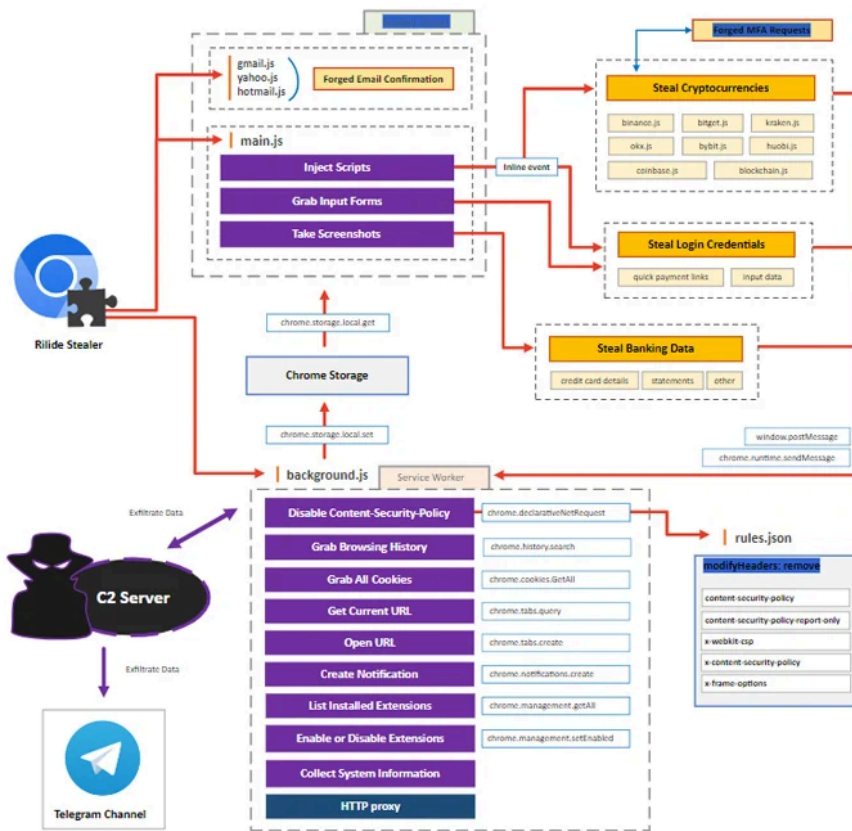 Forged MFA Requests
gmail.js
yahoo.js
hotmail.js
Forged Email Confirmation
Steal Cryptocurrencies
binance.js
bitget.js
kraken.js
okx.js
bybit.js
huobi.js
coinbase.js
blockchain.js
main.js
Inject Scripts
Inline event
Grab Input Forms
Take Screenshots
Steal Login Credentials
quick payment links
input data
Rilide Stealer
chrome.storage.local.get
Steal Banking Data
credit card details
statements
other
Chrome Storage
chrome.storage.local.set
window.postMessage
chrome.runtime.sendMessage
background.js
Service Worker
Exfiltrate Data
Disable Content-Security-Policy
chrome.declarativeNetRequest
rules.json
Grab Browsing History
chrome.history.search
modifyHeaders: remove
Grab All Cookies
chrome.cookies.GetAll
content-security-policy
C2 Server
Get Current URL
chrome.tabs.query
content-security-policy-report-only
Open URL
chrome.tabs.create
x-webkit-csp
x-content-security-policy
Exfiltrate Data
Create Notification
chrome.notifications.create
x-frame-options
List Installed Extensions
chrome.management.getAll
Enable or Disable Extensions
chrome.management.setEnabled
Collect System Information
HTTP proxy
Telegram Channel